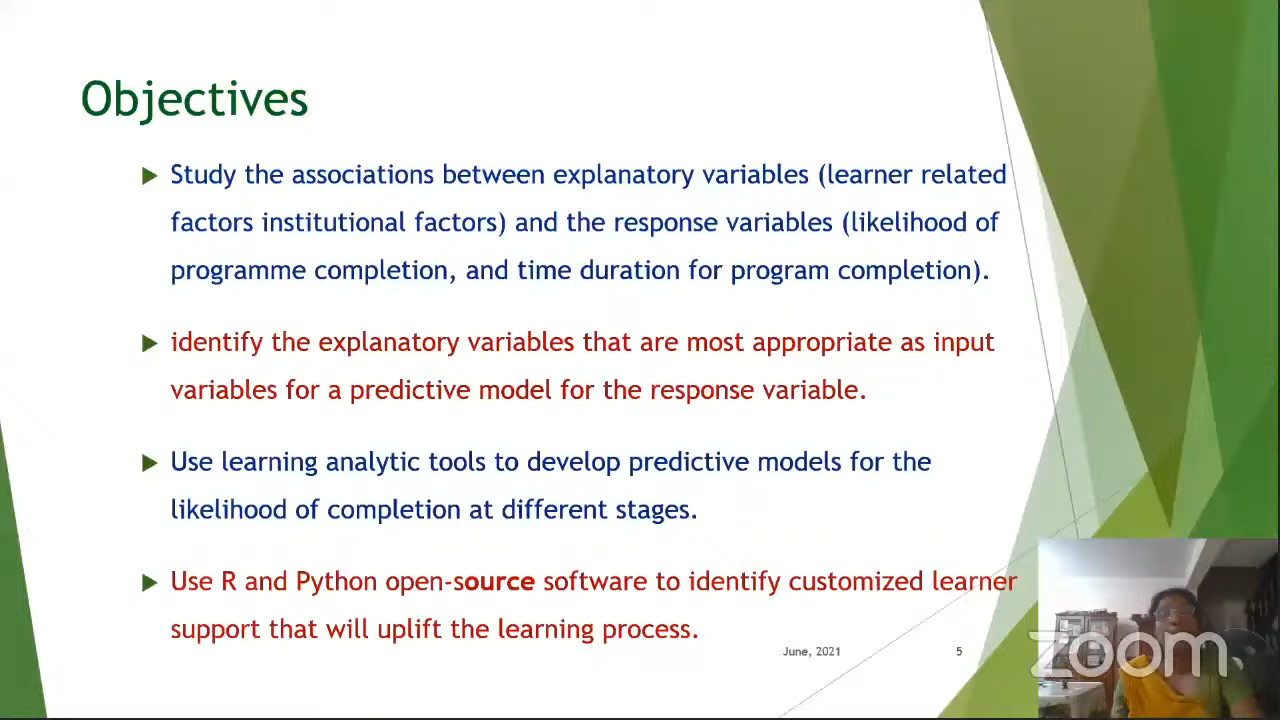 Objectives
Study the associations between explanatory variables (learner related
factors institutional factors) and the response variables (likelihood of
programme completion, and time duration for program completion).
identify the explanatory variables that are most appropriate as input
variables for a predictive model for the response variable.
Use learning analytic tools to develop predictive models for the
likelihood of completion at different stages.
Use R and Python open-source software to identify customized learner
support that will uplift the learning process.
June, 2021
5
zoom